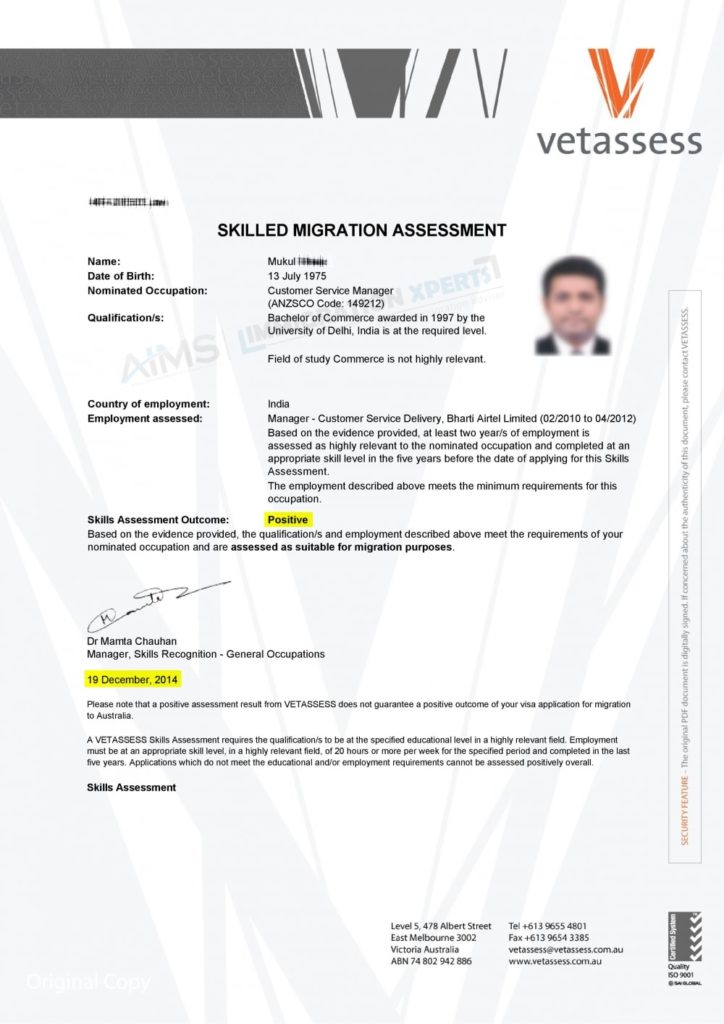 vetassess
SKILLED MIGRATION ASSESSMENT
Name: Mukul
Date of Birth: 13 July 1975
Nominated Occupation: Customer Service Manager
(ANZSCO Code: 149212)
Qualification/s: Bachelor of Commerce awarded in 1997 by the
University of Delhi, India is at the required level.
Field of study Commerce is not highly relevant.
AIMS IMMIGRATION XPERTS
Country of employment: India
Employment assessed: Manager - Customer Service Delivery, Bharti Airtel Limited (02/2010 to 04/2012)
Based on the evidence provided, at least two year/s of employment is
assessed as highly relevant to the nominated occupation and completed at an
appropriate skill level in the five years before the date of applying for this Skills
Assessment.
The employment described above meets the minimum requirements for this
occupation.
Skills Assessment Outcome: Positive
Based on the evidence provided, the qualification/s and employment described above meet the requirements of your
nominated occupation and are assessed as suitable for migration purposes.
Dr Mamta Chauhan
Manager, Skills Recognition - General Occupations
19 December, 2014
Please note that a positive assessment result from VETASSESS does not guarantee a positive outcome of your visa application for migration
to Australia.
A VETASSESS Skills Assessment requires the qualification/s to be at the specified educational level in a highly relevant field. Employment
must be at an appropriate skill level, in a highly relevant field, of 20 hours or more per week for the specified period and completed in the last
five years. Applications which do not meet the educational and/or employment requirements cannot be assessed positively overall.
Skills Assessment
SECURITY FEATURE - The original PDF document is digitally signed. If concerned about the authenticity of this document, please contact VETASSESS.
Level 5, 478 Albert Street
East Melbourne 3002
Victoria Australia
ABN 74 802 942 886
Tel +613 9655 4801
Fax +613 9654 3385
vetassess@vetassess.com.au
www.vetassess.com.au
Certified System
Quality
ISO 9001
SAI GLOBAL
Original Copy